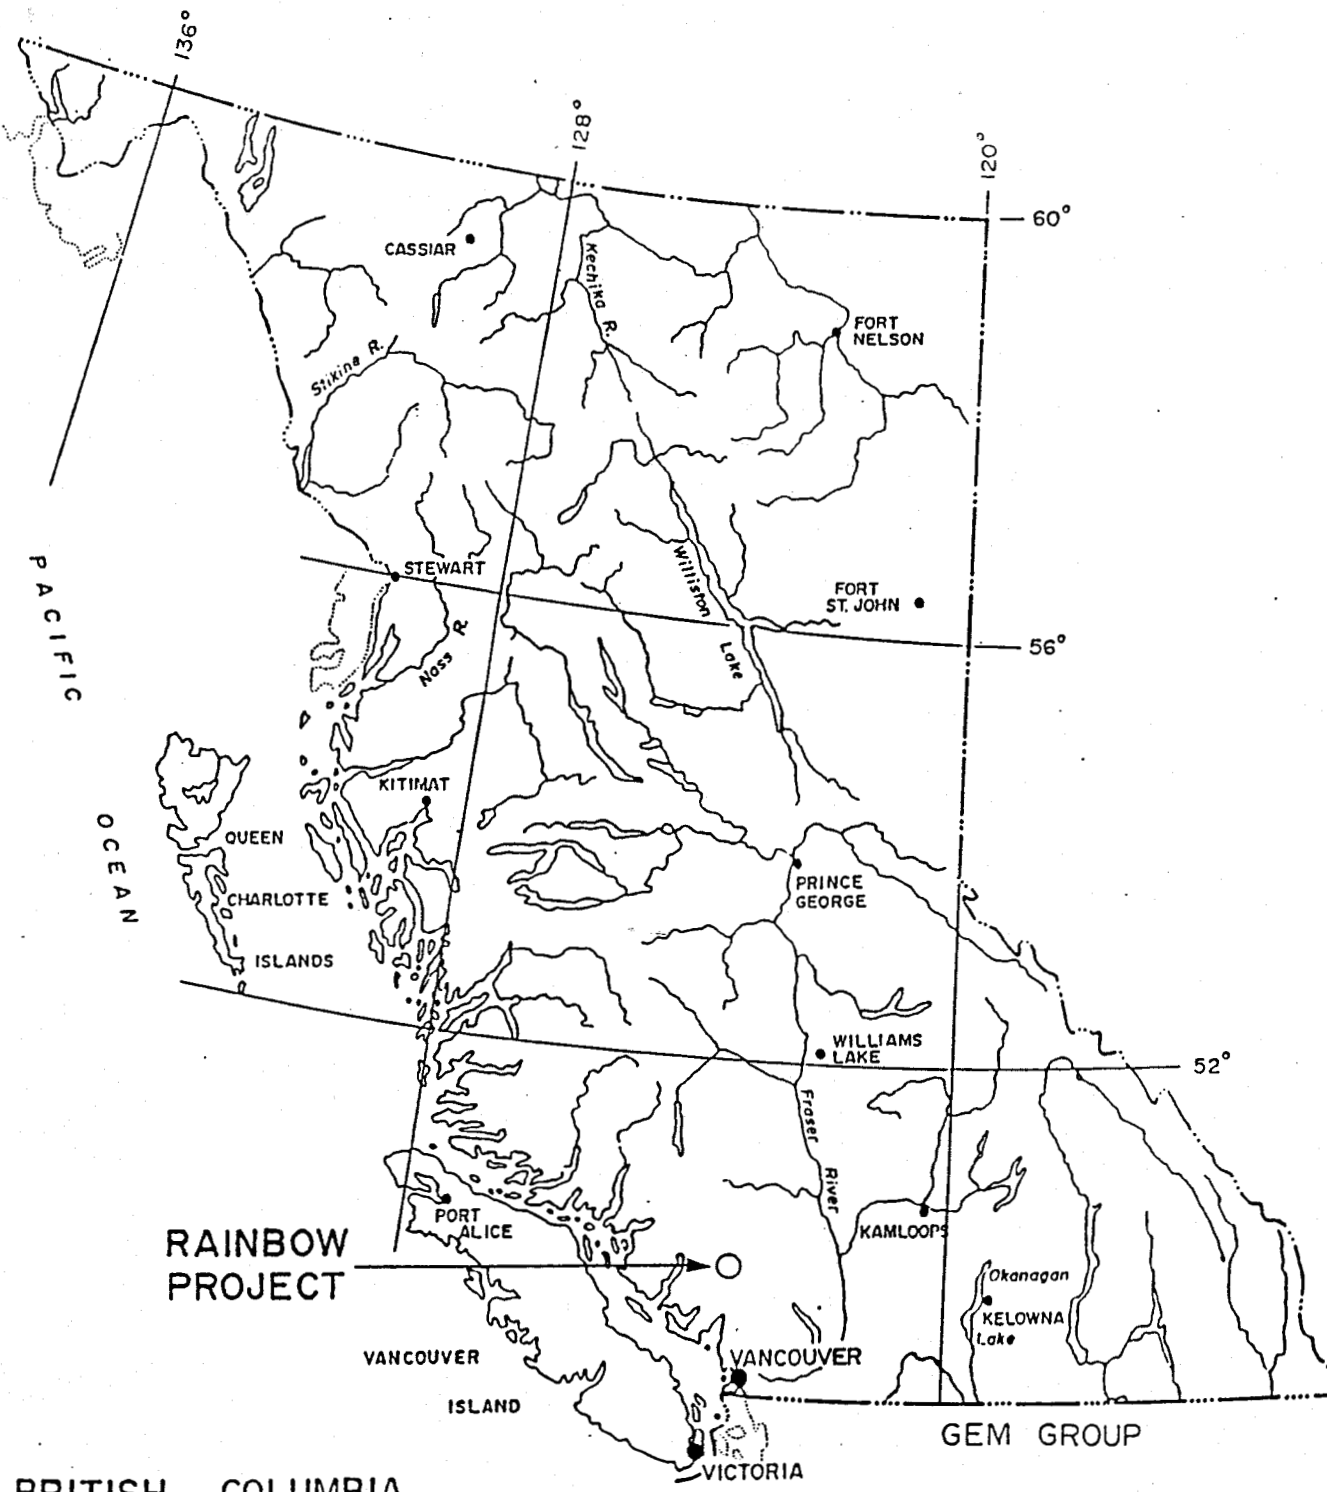 136°
128°
120°
60°
CASSIAR
Kechika R.
FORT
NELSON
Stikine R.
STEWART
FORT
ST. JOHN
Williston
Lake
56°
Nass R.
PACIFIC
OCEAN
KITIMAT
QUEEN
CHARLOTTE
ISLANDS
PRINCE
GEORGE
WILLIAMS
LAKE
52°
Fraser
River
PORT
ALICE
KAMLOOPS
RAINBOW
PROJECT
Okanagan
KELOWNA
Lake
VANCOUVER
ISLAND
VANCOUVER
GEM GROUP
VICTORIA
BRITISH COLUMBIA